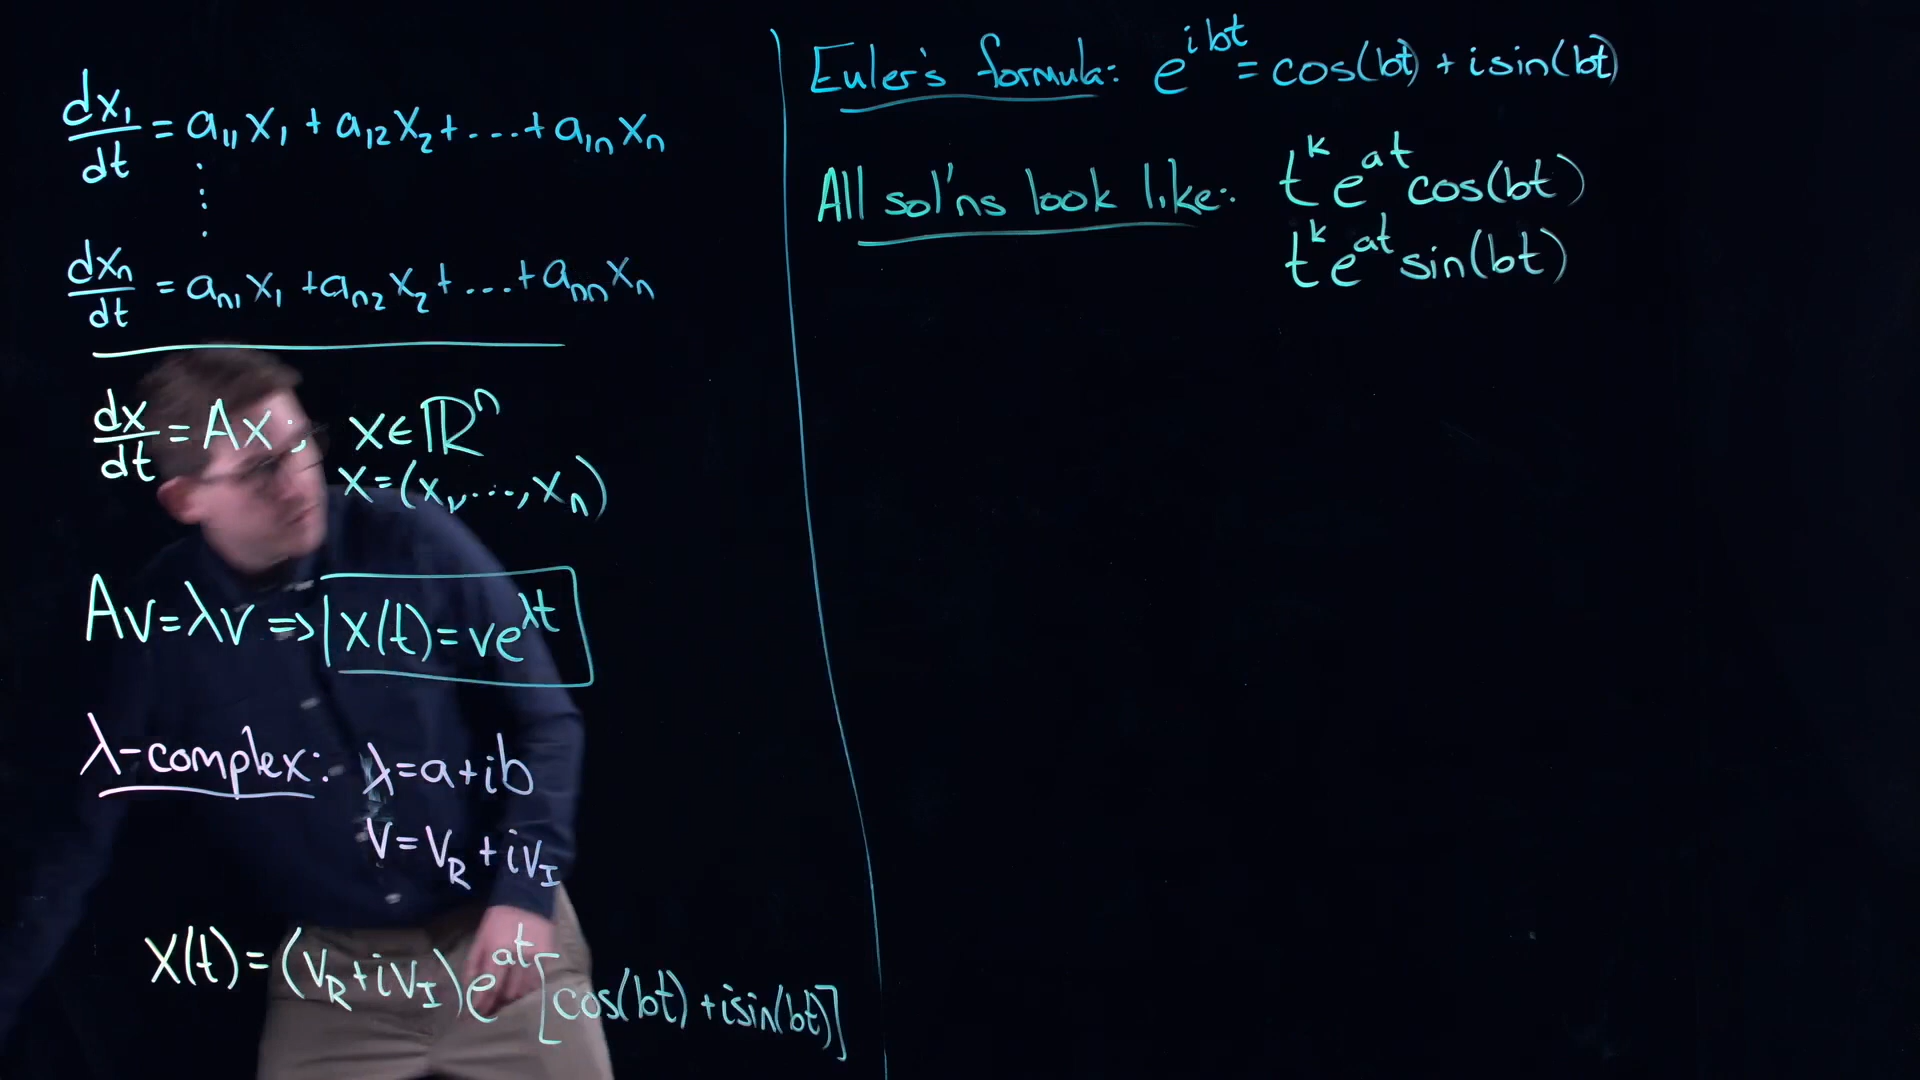 dx₁/dt = a₁₁x₁ + a₁₂x₂ + ... + a₁ₙxₙ
⋮
dxₙ/dt = aₙ₁x₁ + aₙ₂x₂ + ... + aₙₙxₙ
dx/dt = Ax ; x ∈ ℝⁿ
x = (x₁, ..., xₙ)
Av = λv ⇒ x(t) = ve^{λt}
λ-complex: λ = a + ib
v = v_R + iv_I
x(t) = (v_R + iv_I)e^{at}[cos(bt) + isin(bt)]
Euler's formula: e^{ibt} = cos(bt) + isin(bt)
All sol'ns look like: t^k e^{at} cos(bt)
t^k e^{at} sin(bt)